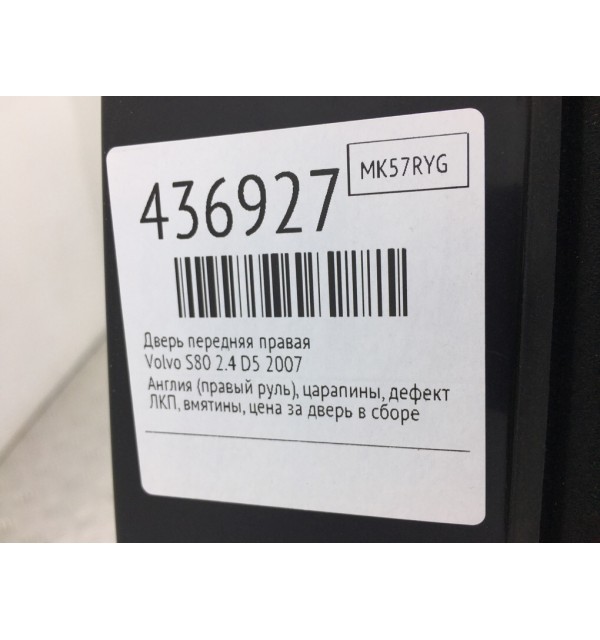 436927
MK57RYG
Дверь передняя правая
Volvo S80 2.4 D5 2007
Англия (правый руль), царапины, дефект
ЛКП, вмятины, цена за дверь в сборе